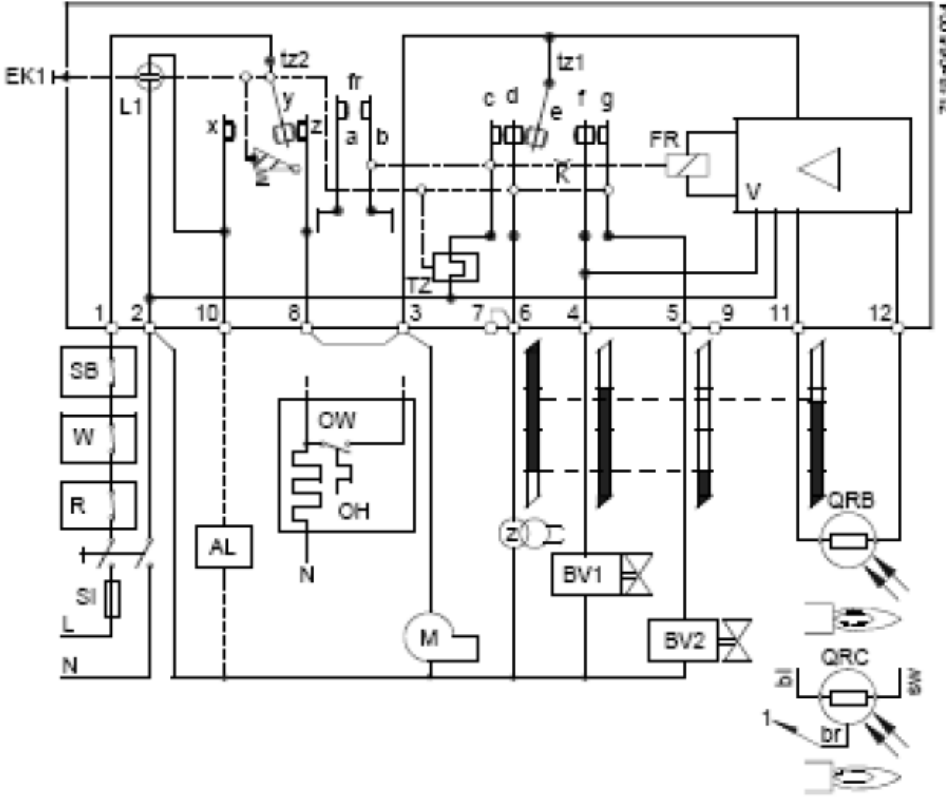 EK1
L1
tz2
fr
tz1
x
y
z
a
b
c
d
e
f
g
FR
K
V
TZ
1
2
10
8
3
7
6
4
5
9
11
12
SB
W
R
SI
L
N
AL
OW
OH
N
M
Z
BV1
BV2
QRB
QRC
bl
sw
br
1